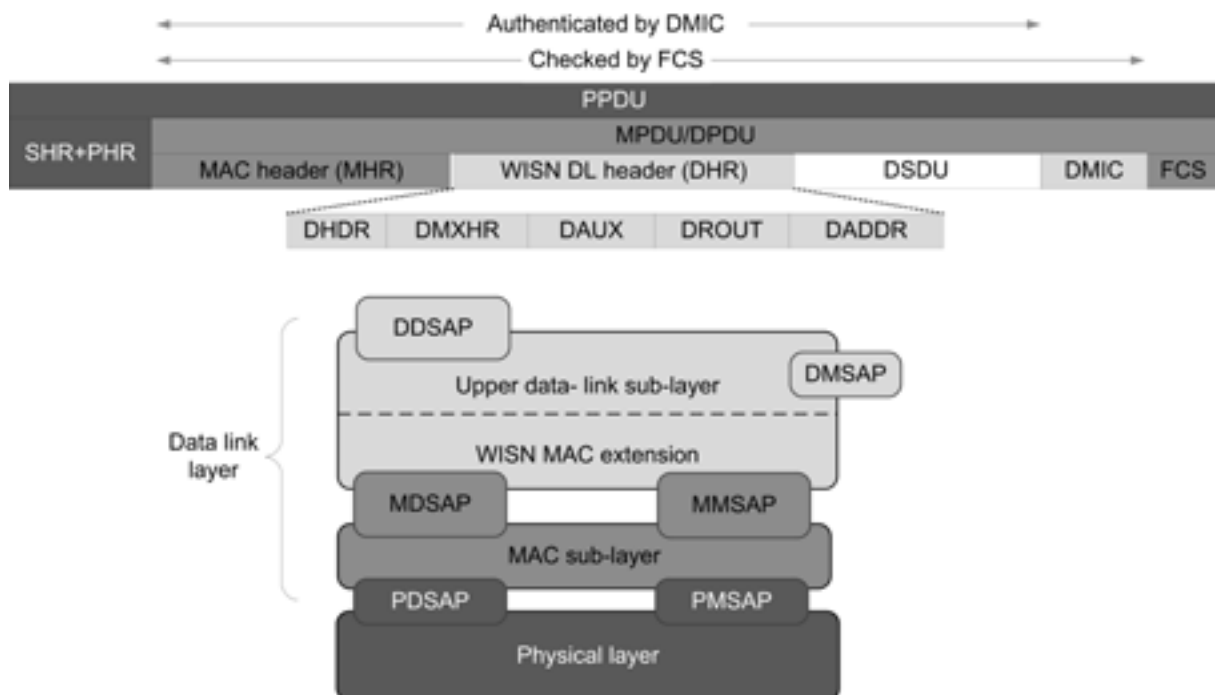 Authenticated by DMIC
Checked by FCS
PPDU
SHR+PHR
MPDU/DPDU
MAC header (MHR) WISN DL header (DHR) DSDU DMIC FCS
DHDR DMXHR DAUX DROUT DADDR
DDSAP
DMSAP
Upper data- link sub-layer
Data link
layer
WISN MAC extension
MDSAP MMSAP
MAC sub-layer
PDSAP PMSAP
Physical layer